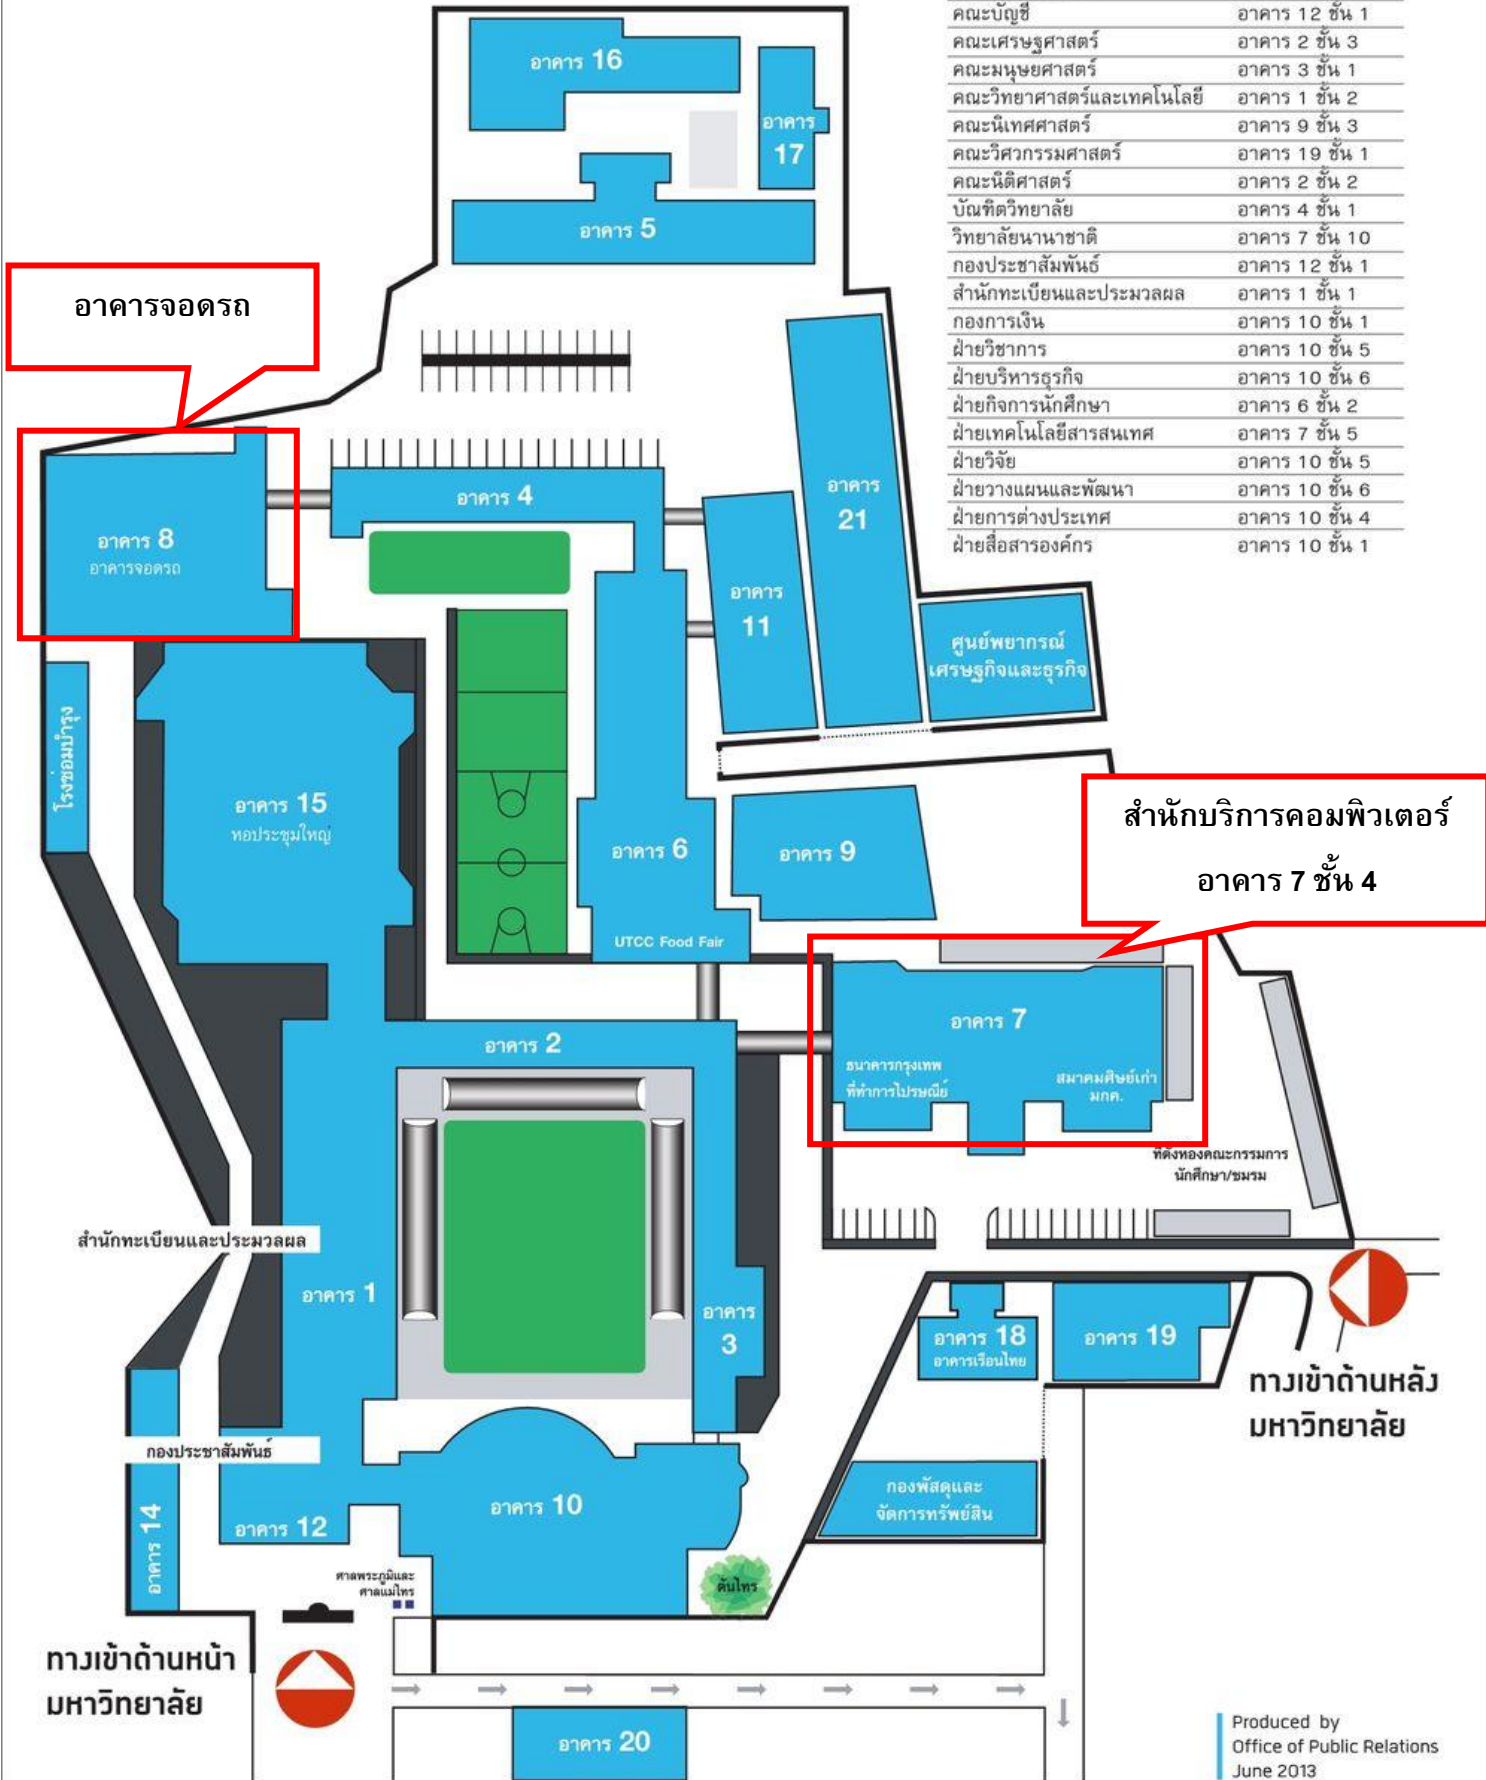 คณะบัญชี อาคาร 12 ชั้น 1
คณะเศรษฐศาสตร์ อาคาร 2 ชั้น 3
คณะมนุษยศาสตร์ อาคาร 3 ชั้น 1
คณะวิทยาศาสตร์และเทคโนโลยี อาคาร 1 ชั้น 2
คณะนิเทศศาสตร์ อาคาร 9 ชั้น 3
คณะวิศวกรรมศาสตร์ อาคาร 19 ชั้น 1
คณะนิติศาสตร์ อาคาร 2 ชั้น 2
บัณฑิตวิทยาลัย อาคาร 4 ชั้น 1
วิทยาลัยนานาชาติ อาคาร 7 ชั้น 10
กองประชาสัมพันธ์ อาคาร 12 ชั้น 1
สำนักทะเบียนและประมวลผล อาคาร 1 ชั้น 1
กองการเงิน อาคาร 10 ชั้น 1
ฝ่ายวิชาการ อาคาร 10 ชั้น 5
ฝ่ายบริหารธุรกิจ อาคาร 10 ชั้น 6
ฝ่ายกิจการนักศึกษา อาคาร 6 ชั้น 2
ฝ่ายเทคโนโลยีสารสนเทศ อาคาร 7 ชั้น 5
ฝ่ายวิจัย อาคาร 10 ชั้น 5
ฝ่ายวางแผนและพัฒนา อาคาร 10 ชั้น 6
ฝ่ายการต่างประเทศ อาคาร 10 ชั้น 4
ฝ่ายสื่อสารองค์กร อาคาร 10 ชั้น 1
อาคาร 16
อาคาร
17
อาคาร 5
อาคารจอดรถ
อาคาร 4
อาคาร
21
อาคาร 8
อาคารจอดรถ
อาคาร
11
ศูนย์พยากรณ์
เศรษฐกิจและธุรกิจ
โรงซ่อมบำรุง
อาคาร 15
หอประชุมใหญ่
อาคาร 6
อาคาร 9
สำนักบริการคอมพิวเตอร์
อาคาร 7 ชั้น 4
UTCC Food Fair
อาคาร 7
อาคาร 2
ธนาคารกรุงเทพ
ที่ทำการไปรษณีย์
สมาคมศิษย์เก่า
มกค.
ที่ตั้งห้องคณะกรรมการ
นักศึกษา/ชมรม
สำนักทะเบียนและประมวลผล
อาคาร 1
อาคาร
3
อาคาร 18
อาคารเรือนไทย
อาคาร 19
ทางเข้าด้านหลัง
มหาวิทยาลัย
กองประชาสัมพันธ์
กองพัสดุและ
จัดการทรัพย์สิน
อาคาร 10
อาคาร 12
อาคาร 14
ศาลพระภูมิและ
ศาลแม่ไทร
ต้นไทร
ทางเข้าด้านหน้า
มหาวิทยาลัย
อาคาร 20
Produced by
Office of Public Relations
June 2013